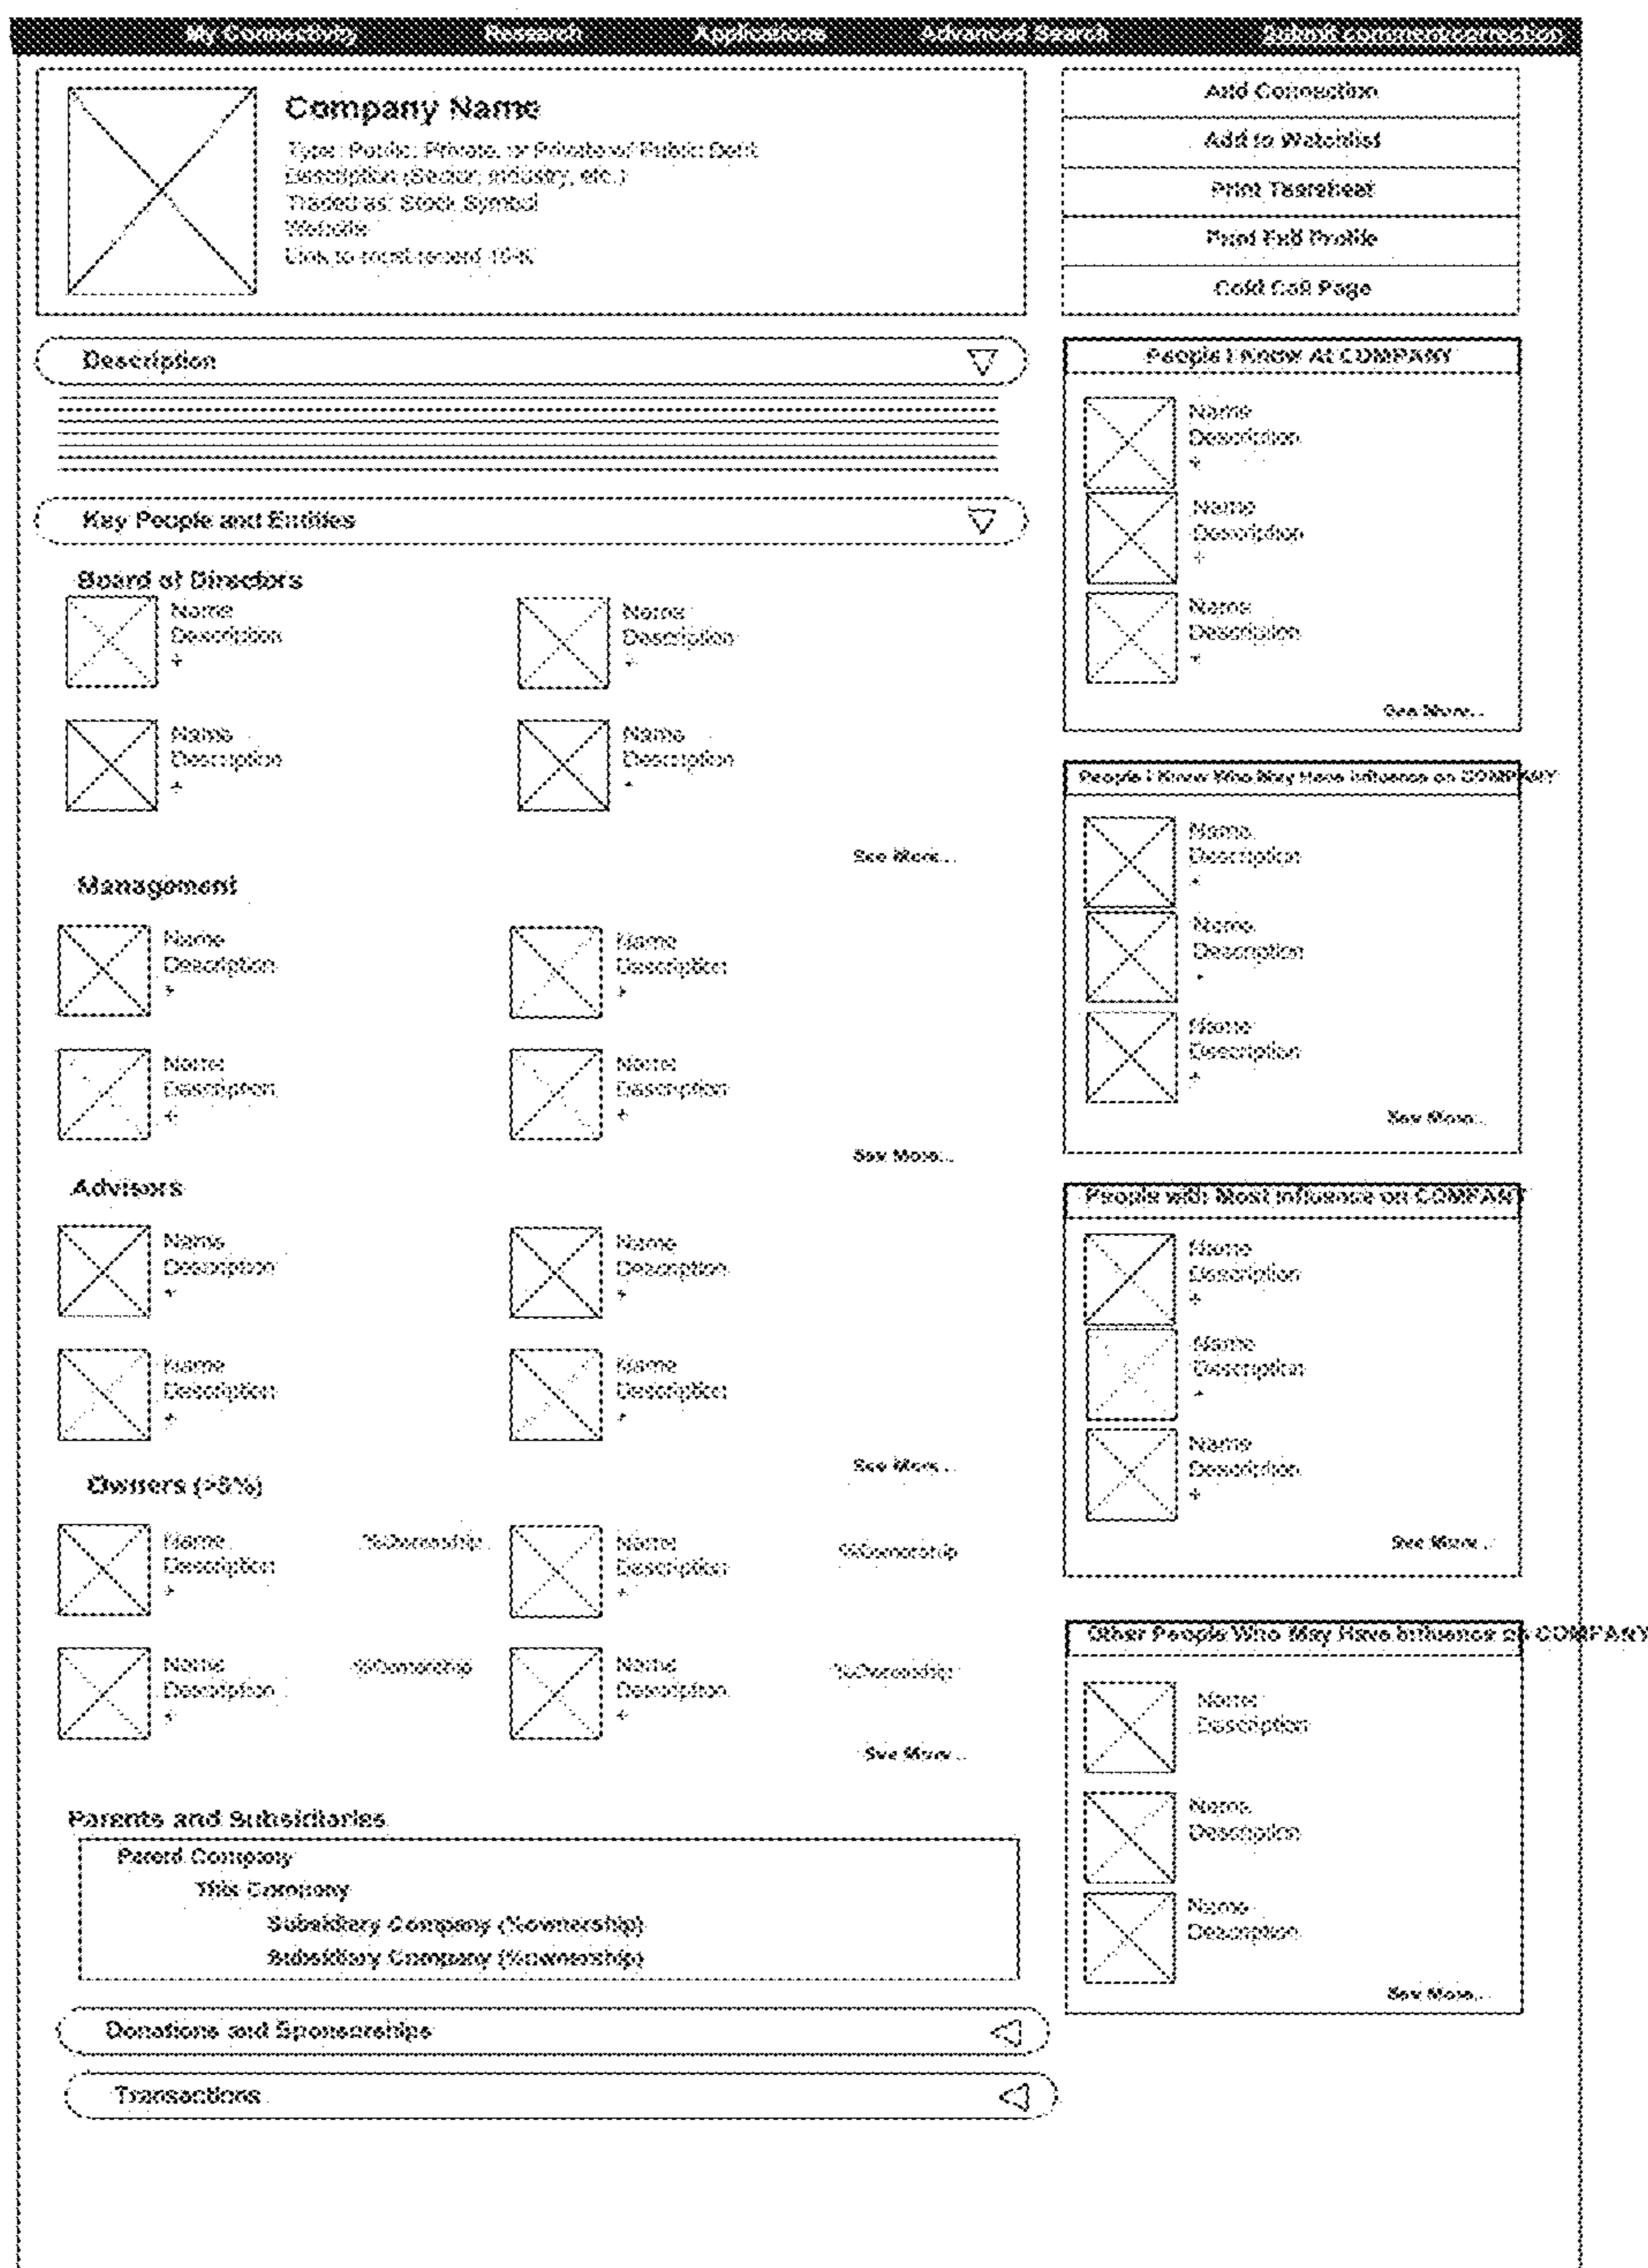 My Connectivity Research Applications Advanced Search Submit comment/correction
Company Name
Type: Public, Private, or Private w/ Public Debt
Description (Sector, industry, etc.)
Traded as: Stock Symbol
Website
Link to most recent 10-K
Add Connection
Add to Watchlist
Print Tearsheet
Print Full Profile
Cold Call Page
Description
Key People and Entities
Board of Directors
Name
Description
+
Name
Description
+
Name
Description
+
Name
Description
+
See More...
Management
Name
Description
+
Name
Description
+
Name
Description
+
Name
Description
+
See More...
Advisors
Name
Description
+
Name
Description
+
Name
Description
+
Name
Description
+
See More...
Owners (>5%)
Name
Description
+
%Ownership
Name
Description
+
%Ownership
Name
Description
+
%Ownership
Name
Description
+
%Ownership
See More...
Parents and Subsidiaries
Parent Company
This Company
Subsidiary Company (%ownership)
Subsidiary Company (%ownership)
Donations and Sponsorships
Transactions
People I Know At COMPANY
Name
Description
+
Name
Description
+
Name
Description
+
See More...
People I Know Who May Have Influence on COMPANY
Name
Description
+
Name
Description
+
Name
Description
+
See More...
People with Most Influence on COMPANY
Name
Description
+
Name
Description
+
Name
Description
+
See More...
Other People Who May Have Influence on COMPANY
Name
Description
Name
Description
Name
Description
See More...